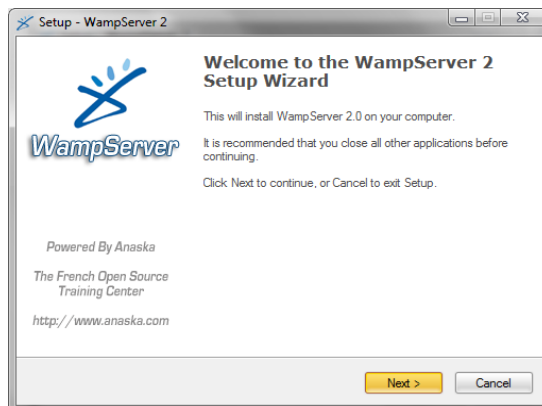 Setup - WampServer 2
Welcome to the WampServer 2
Setup Wizard
This will install WampServer 2.0 on your computer.
It is recommended that you close all other applications before
continuing.
Click Next to continue, or Cancel to exit Setup.
WampServer
Powered By Anaska
The French Open Source
Training Center
http://www.anaska.com
Next >
Cancel